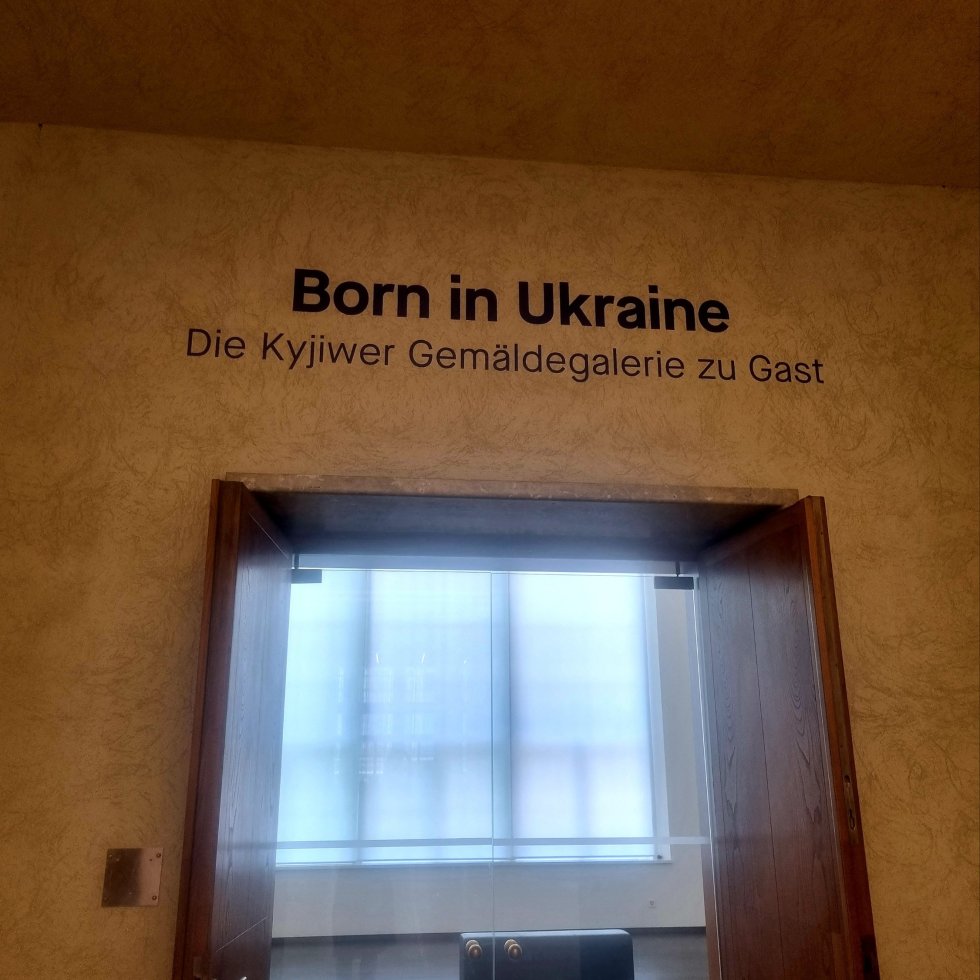 Born in Ukraine
Die Kyjiwer Gemäldegalerie zu Gast